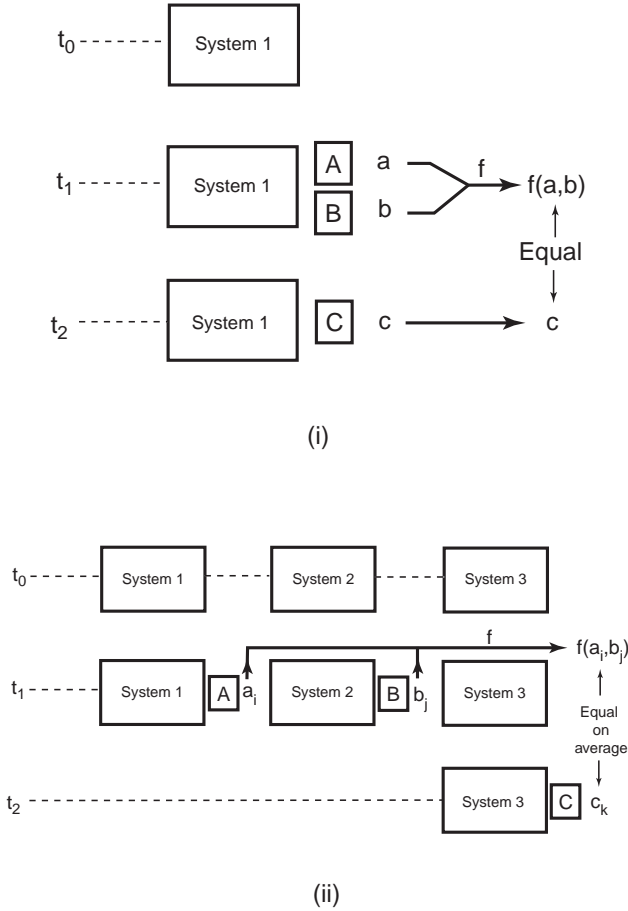 t0 System 1
t1 System 1 A a f f(a,b)
B b
Equal
t2 System 1 C c c
(i)
t0 System 1 System 2 System 3
f f(ai,bj)
t1 System 1 A ai System 2 B bj System 3
Equal
on
average
t2 System 3 C ck
(ii)